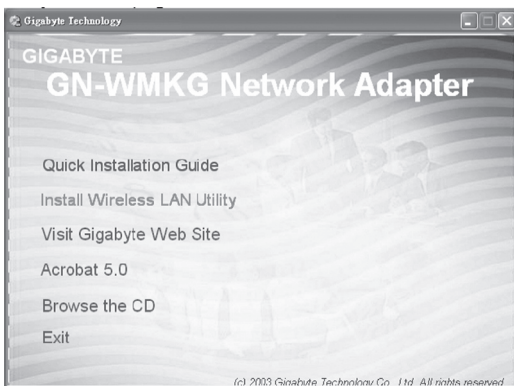 Gigabyte Technology
GIGABYTE
GN-WMKG Network Adapter
Quick Installation Guide
Install Wireless LAN Utility
Visit Gigabyte Web Site
Acrobat 5.0
Browse the CD
Exit
(c) 2003 Gigabyte Technology Co., Ltd. All rights reserved